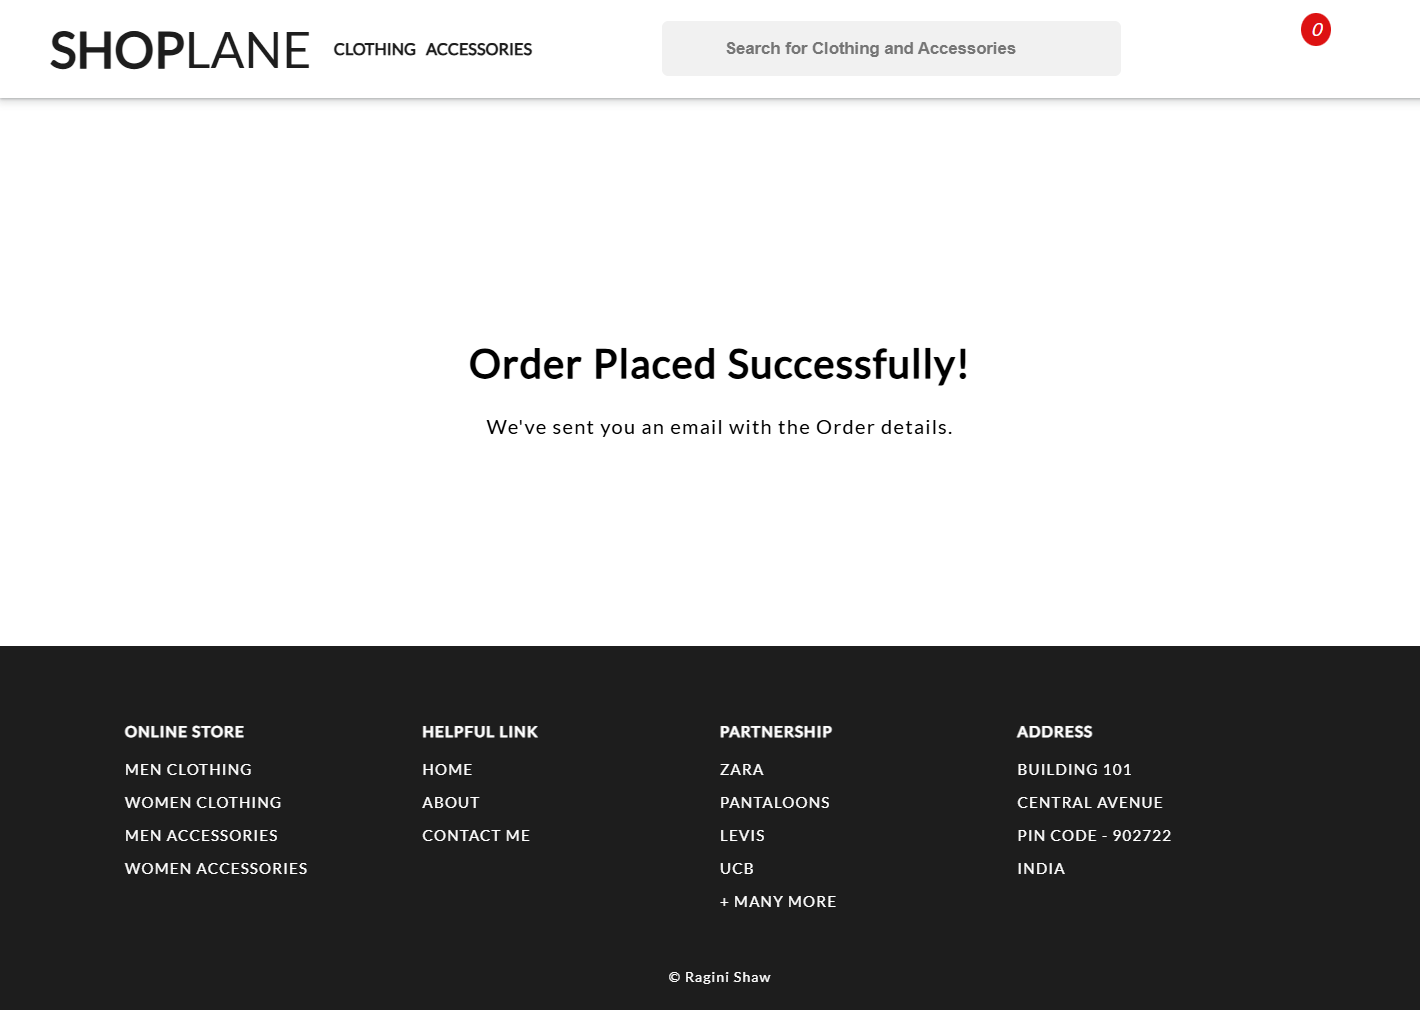 SHOPLANE CLOTHING ACCESSORIES Search for Clothing and Accessories 0
Order Placed Successfully!
We've sent you an email with the Order details.
ONLINE STORE
MEN CLOTHING
WOMEN CLOTHING
MEN ACCESSORIES
WOMEN ACCESSORIES
HELPFUL LINK
HOME
ABOUT
CONTACT ME
PARTNERSHIP
ZARA
PANTALOONS
LEVIS
UCB
+ MANY MORE
ADDRESS
BUILDING 101
CENTRAL AVENUE
PIN CODE - 902722
INDIA
© Ragini Shaw